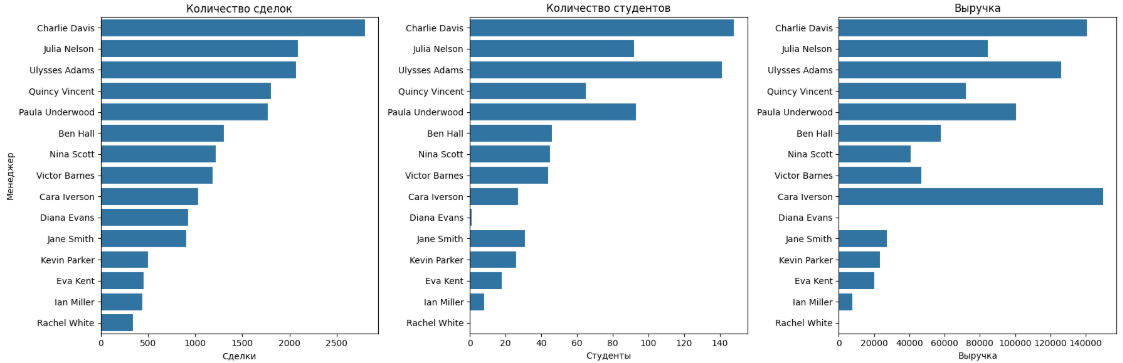 Количество сделок
Менеджер
Charlie Davis
Julia Nelson
Ulysses Adams
Quincy Vincent
Paula Underwood
Ben Hall
Nina Scott
Victor Barnes
Cara Iverson
Diana Evans
Jane Smith
Kevin Parker
Eva Kent
Ian Miller
Rachel White
0 500 1000 1500 2000 2500
Сделки
Количество студентов
Charlie Davis
Julia Nelson
Ulysses Adams
Quincy Vincent
Paula Underwood
Ben Hall
Nina Scott
Victor Barnes
Cara Iverson
Diana Evans
Jane Smith
Kevin Parker
Eva Kent
Ian Miller
Rachel White
0 20 40 60 80 100 120 140
Студенты
Выручка
Charlie Davis
Julia Nelson
Ulysses Adams
Quincy Vincent
Paula Underwood
Ben Hall
Nina Scott
Victor Barnes
Cara Iverson
Diana Evans
Jane Smith
Kevin Parker
Eva Kent
Ian Miller
Rachel White
0 20000 40000 60000 80000 100000 120000 140000
Выручка